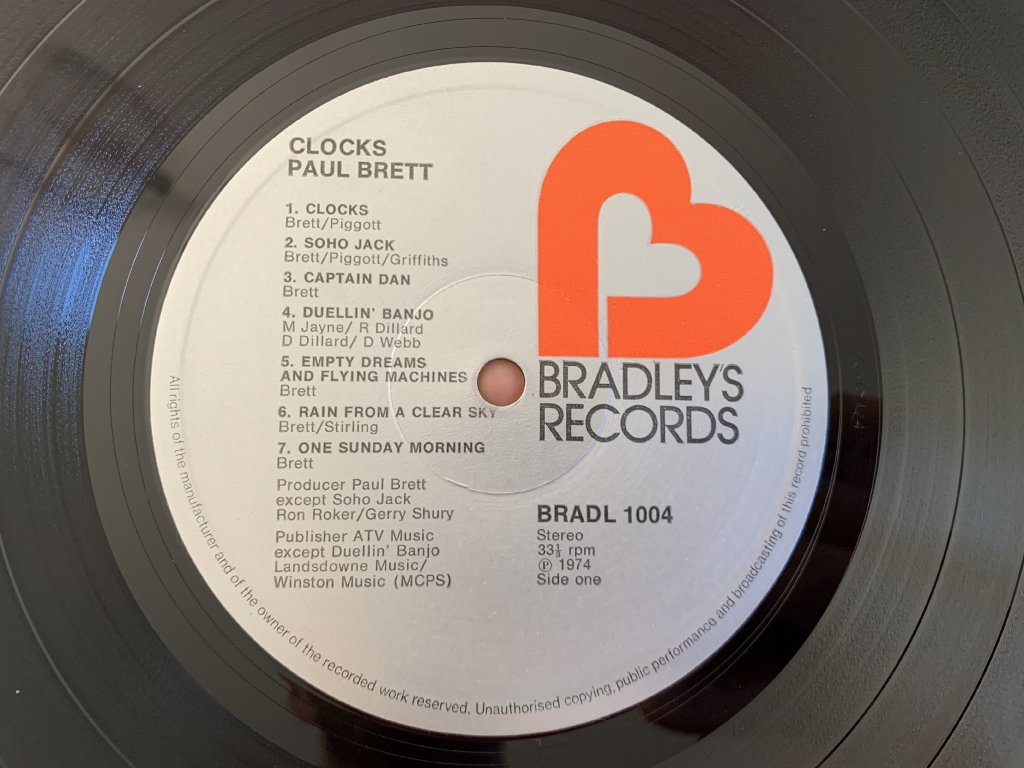 CLOCKS
PAUL BRETT
1. CLOCKS
Brett/Piggott
2. SOHO JACK
Brett/Piggott/Griffiths
3. CAPTAIN DAN
Brett
4. DUELLIN' BANJO
M Jayne/ R Dillard
D Dillard/ D Webb
5. EMPTY DREAMS
AND FLYING MACHINES
Brett
6. RAIN FROM A CLEAR SKY
Brett/Stirling
7. ONE SUNDAY MORNING
Brett
Producer Paul Brett
except Soho Jack
Ron Roker/Gerry Shury
Publisher ATV Music
except Duellin' Banjo
Landsdowne Music/
Winston Music (MCPS)
BRADLEY'S
RECORDS
BRADL 1004
Stereo
33⅓ rpm
℗ 1974
Side one
All rights of the manufacturer and of the owner of the recorded work reserved. Unauthorised copying, public performance and broadcasting of this record prohibited